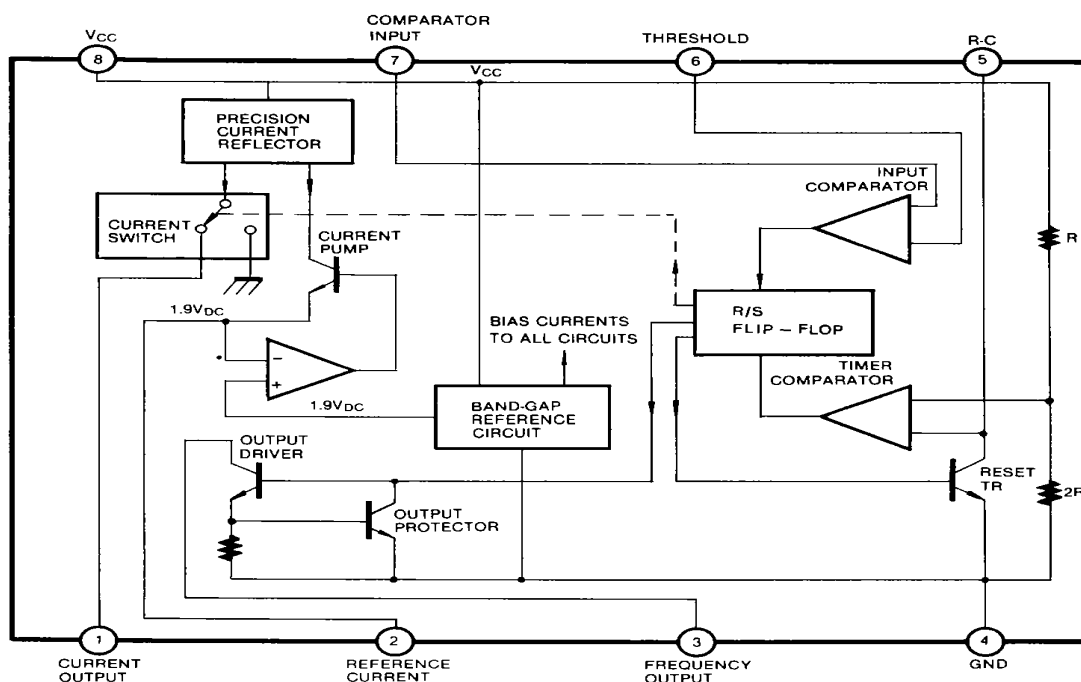 VCC
8
COMPARATOR
INPUT
7
THRESHOLD
6
R-C
5
VCC
PRECISION
CURRENT
REFLECTOR
INPUT
COMPARATOR
CURRENT
SWITCH
CURRENT
PUMP
R
1.9VDC
BIAS CURRENTS
TO ALL CIRCUITS
R/S
FLIP – FLOP
−
+
TIMER
COMPARATOR
1.9VDC
BAND-GAP
REFERENCE
CIRCUIT
OUTPUT
DRIVER
RESET
TR
2R
OUTPUT
PROTECTOR
1
CURRENT
OUTPUT
2
REFERENCE
CURRENT
3
FREQUENCY
OUTPUT
4
GND